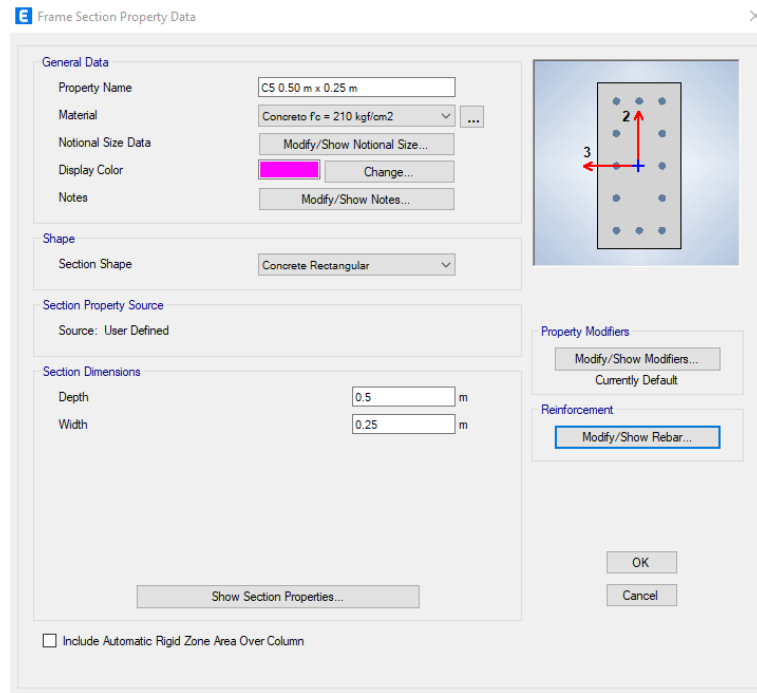 E Frame Section Property Data
General Data
Property Name C5 0.50 m x 0.25 m
Material Concreto f'c = 210 kgf/cm2 ...
Notional Size Data Modify/Show Notional Size...
Display Color Change...
Notes Modify/Show Notes...
2
3
Shape
Section Shape Concrete Rectangular
Section Property Source
Source: User Defined
Section Dimensions
Depth 0.5 m
Width 0.25 m
Show Section Properties...
Include Automatic Rigid Zone Area Over Column
Property Modifiers
Modify/Show Modifiers...
Currently Default
Reinforcement
Modify/Show Rebar...
OK
Cancel